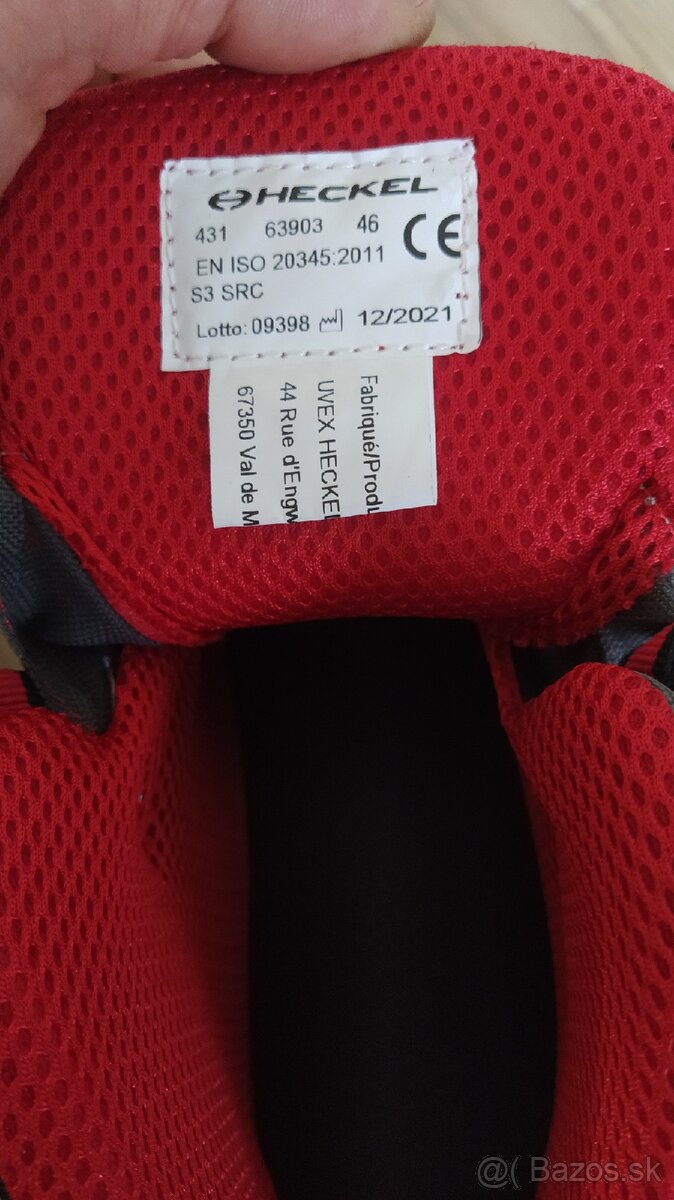 HECKEL
431 63903 46 CE
EN ISO 20345:2011
S3 SRC
Lotto: 09398 12/2021
Fabriqué/Produ
UVEX HECKEL
44 Rue d'Engw
67350 Val de M
@( Bazos.sk